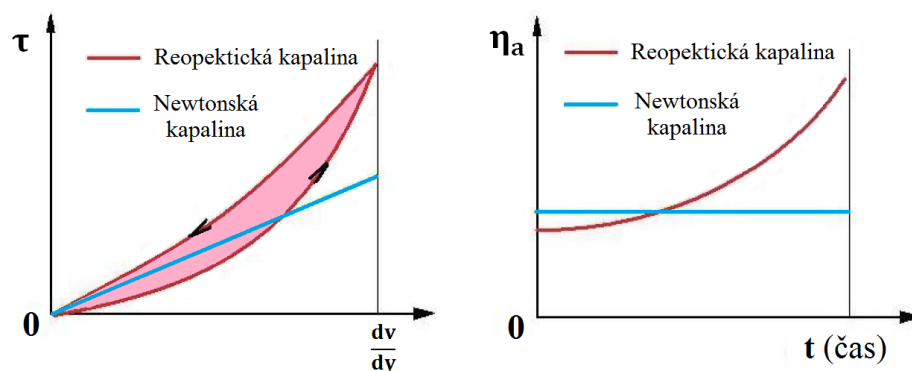 τ
Reopektická kapalina
Newtonská
kapalina
0
dv
dy
ηa
Reopektická kapalina
Newtonská
kapalina
0
t (čas)